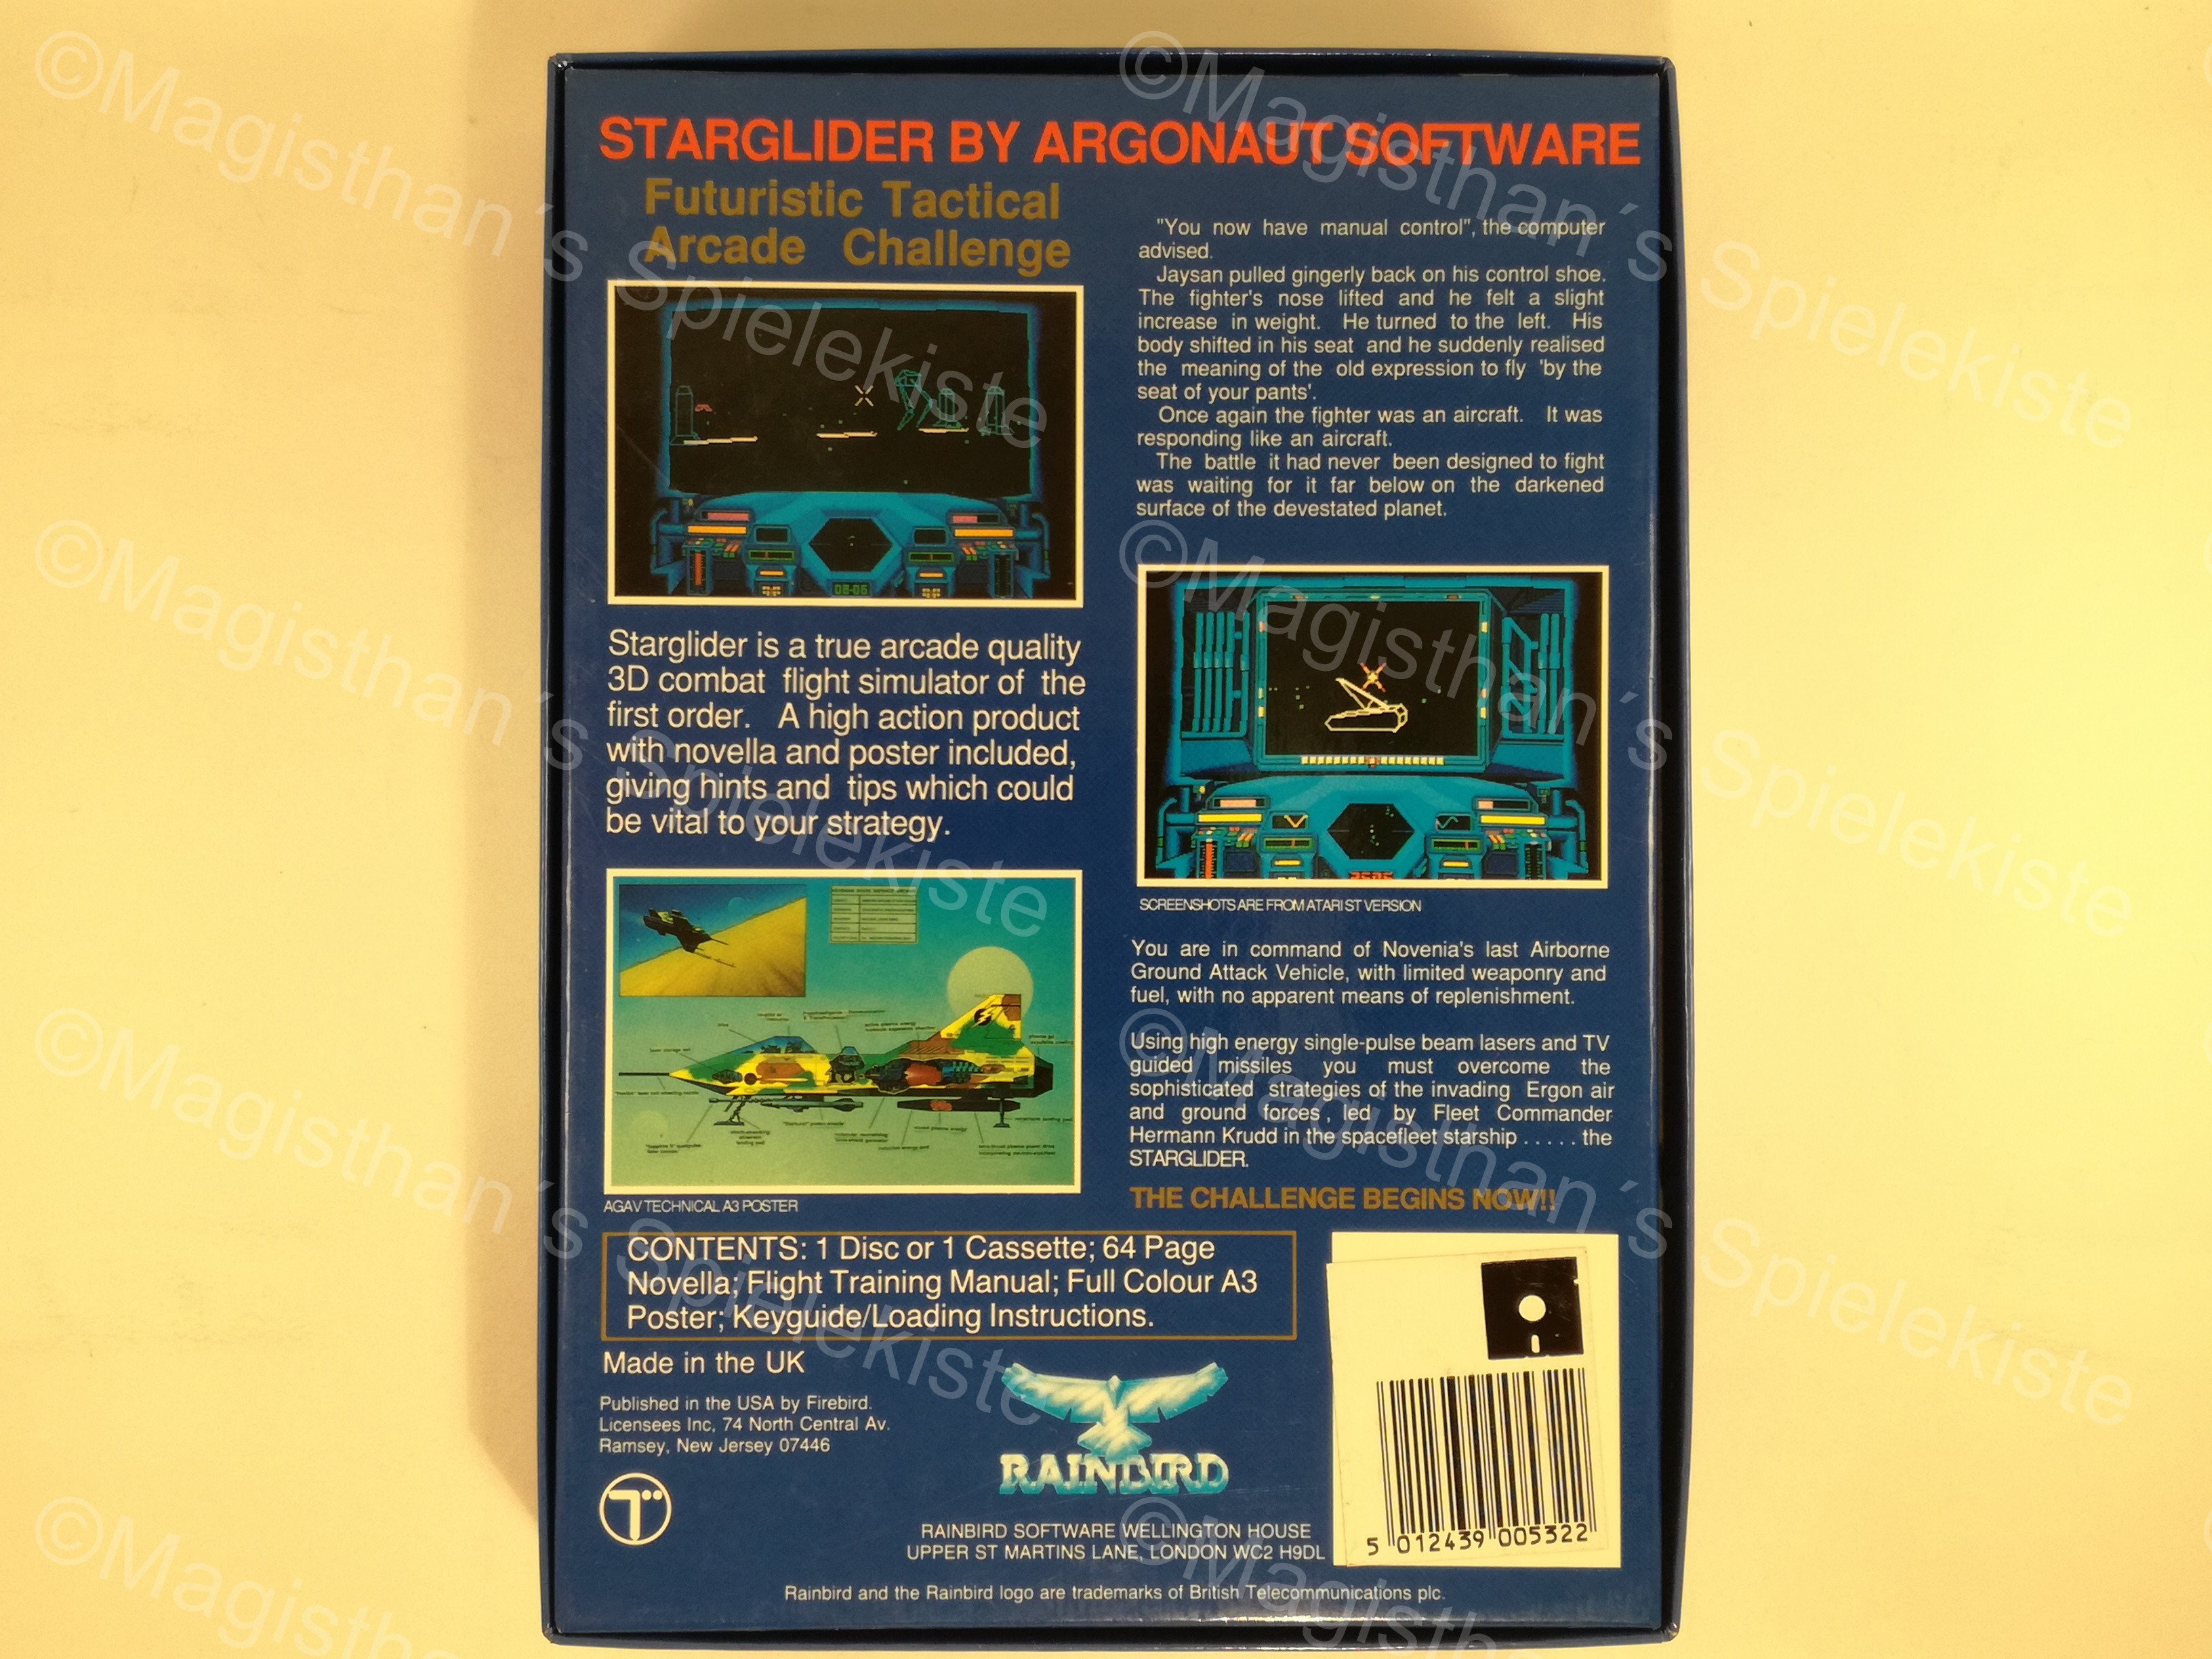 STARGLIDER BY ARGONAUT SOFTWARE
Futuristic Tactical
Arcade Challenge
Starglider is a true arcade quality
3D combat flight simulator of the
first order. A high action product
with novella and poster included,
giving hints and tips which could
be vital to your strategy.
AGAV TECHNICAL A3 POSTER
"You now have manual control", the computer
advised.
Jaysan pulled gingerly back on his control shoe.
The fighter's nose lifted and he felt a slight
increase in weight. He turned to the left. His
body shifted in his seat and he suddenly realised
the meaning of the old expression to fly 'by the
seat of your pants'.
Once again the fighter was an aircraft. It was
responding like an aircraft.
The battle it had never been designed to fight
was waiting for it far below on the darkened
surface of the devestated planet.
SCREENSHOTS ARE FROM ATARI ST VERSION
You are in command of Novenia's last Airborne
Ground Attack Vehicle, with limited weaponry and
fuel, with no apparent means of replenishment.
Using high energy single-pulse beam lasers and TV
guided missiles you must overcome the
sophisticated strategies of the invading Ergon air
and ground forces, led by Fleet Commander
Hermann Krudd in the spacefleet starship ..... the
STARGLIDER.
THE CHALLENGE BEGINS NOW!!
CONTENTS: 1 Disc or 1 Cassette; 64 Page
Novella; Flight Training Manual; Full Colour A3
Poster; Keyguide/Loading Instructions.
Made in the UK
Published in the USA by Firebird.
Licensees Inc, 74 North Central Av.
Ramsey, New Jersey 07446
RAINBIRD
RAINBIRD SOFTWARE WELLINGTON HOUSE
UPPER ST MARTINS LANE, LONDON WC2 H9DL
5 012439 005322
Rainbird and the Rainbird logo are trademarks of British Telecommunications plc.
©Magisthan´s Spielekiste
©Magisthan´s Spielekiste
©Magisthan´s Spielekiste
©Magisthan´s Spielekiste
©Magisthan´s Spielekiste
©Magisthan´s Spielekiste
©Magisthan´s
©Magisthan´s